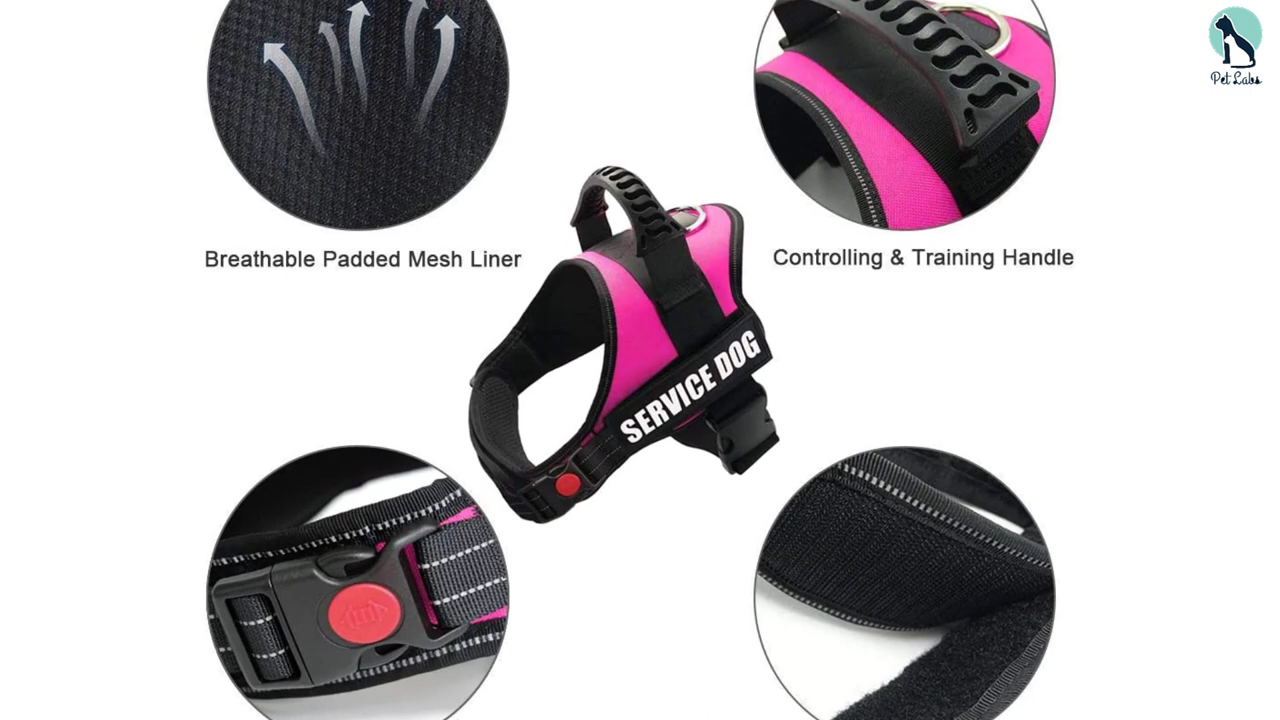 Pet Labs
Breathable Padded Mesh Liner
Controlling & Training Handle
SERVICE DOG